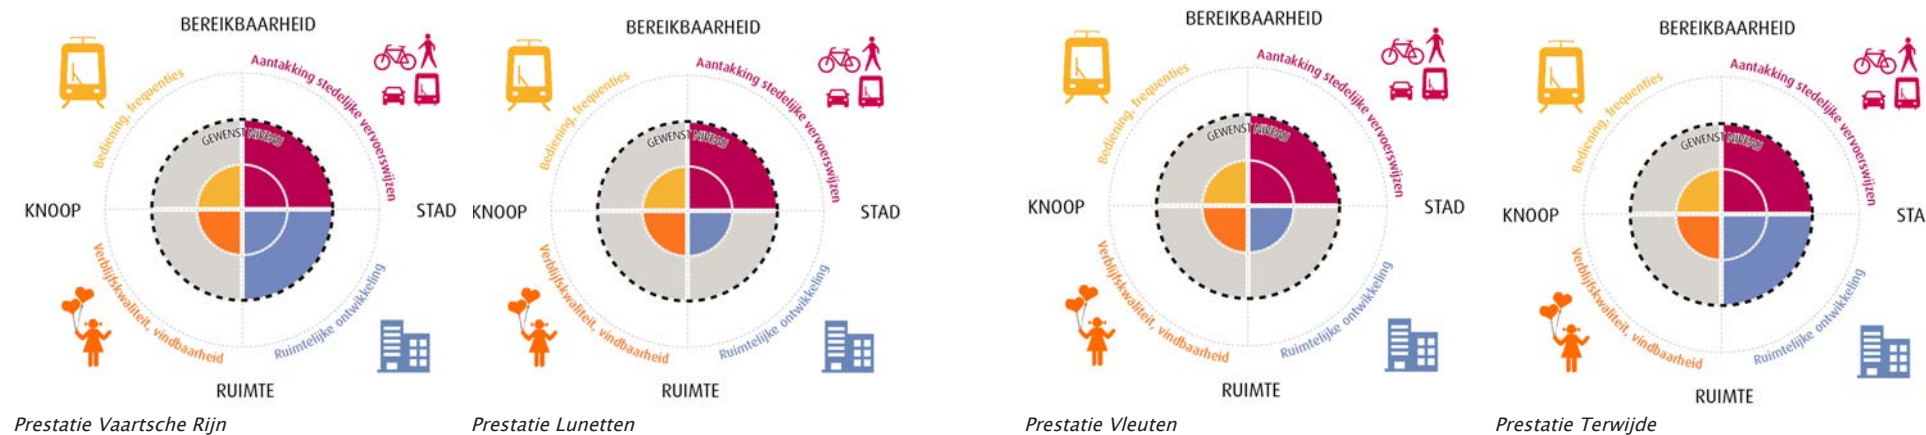 BEREIKBAARHEID
Bediening, frequenties
Aantakking stedelijke vervoerswijzen
GEWENST NIVEAU
KNOOP
STAD
Verblijfskwaliteit, vindbaarheid
Ruimtelijke ontwikkeling
RUIMTE
Prestatie Vaartsche Rijn
BEREIKBAARHEID
Bediening, frequenties
Aantakking stedelijke vervoerswijzen
GEWENST NIVEAU
KNOOP
STAD
Verblijfskwaliteit, vindbaarheid
Ruimtelijke ontwikkeling
RUIMTE
Prestatie Lunetten
BEREIKBAARHEID
Bediening, frequenties
Aantakking stedelijke vervoerswijzen
GEWENST NIVEAU
KNOOP
STAD
Verblijfskwaliteit, vindbaarheid
Ruimtelijke ontwikkeling
RUIMTE
Prestatie Vleuten
BEREIKBAARHEID
Bediening, frequenties
Aantakking stedelijke vervoerswijzen
GEWENST NIVEAU
KNOOP
STA
Verblijfskwaliteit, vindbaarheid
Ruimtelijke ontwikkeling
RUIMTE
Prestatie Terwijde